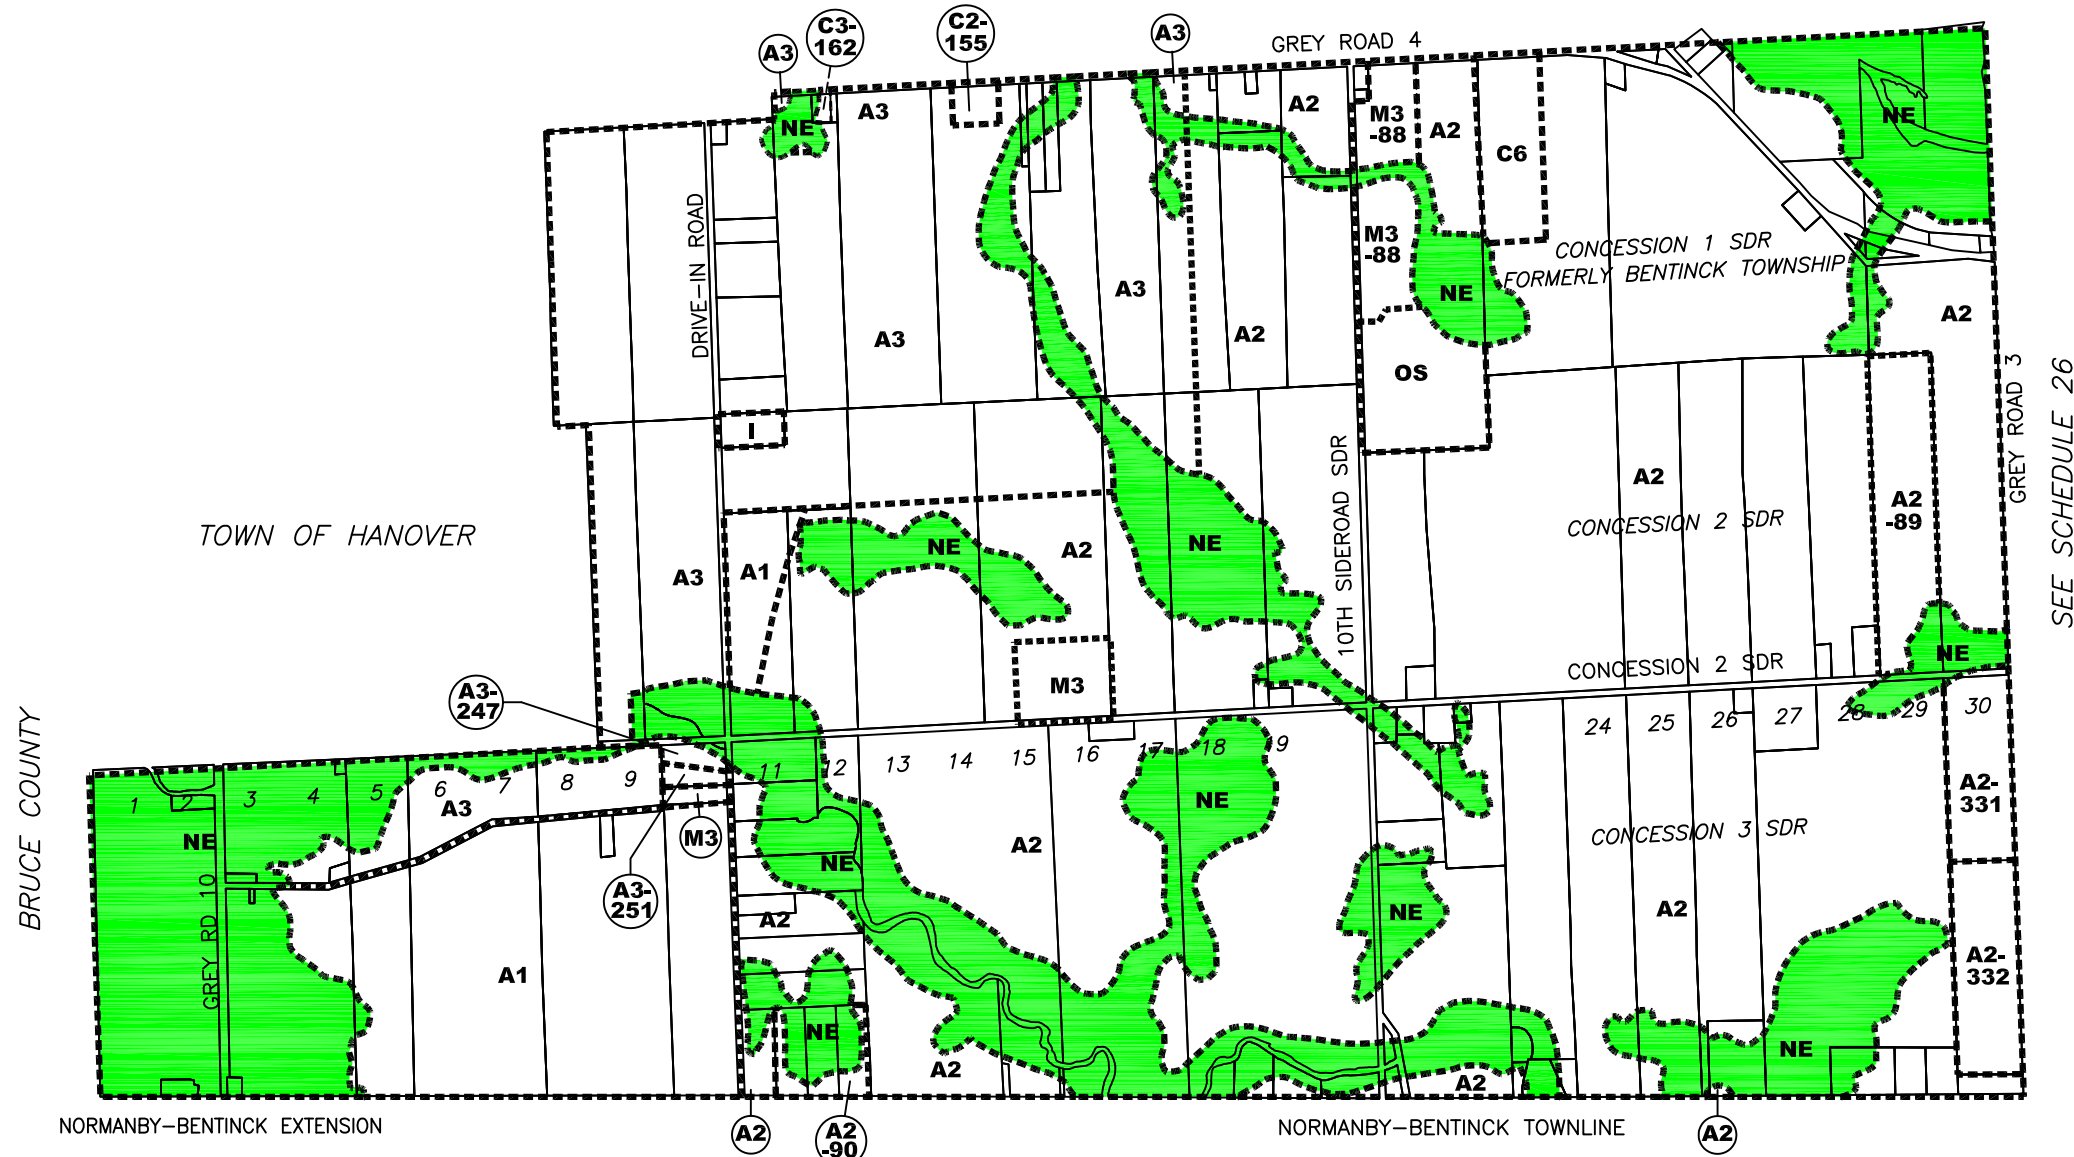 A3
C3-
162
C2-
155
A3
GREY ROAD 4
NE
A3
A2
M3
-88
A2
C6
NE
DRIVE-IN ROAD
M3
-88
CONCESSION 1 SDR
FORMERLY BENTINCK TOWNSHIP
A3
NE
A2
A3
A2
OS
GREY ROAD 3
SEE SCHEDULE 26
I
10TH SIDEROAD SDR
A2
A2
-89
CONCESSION 2 SDR
TOWN OF HANOVER
A3
A1
NE
A2
NE
NE
CONCESSION 2 SDR
M3
A3-
247
BRUCE COUNTY
1
2
3
4
5
6
7
8
9
11
12
13
14
15
16
17
18
19
24
25
26
27
28
29
30
A3
NE
M3
A2-
331
NE
CONCESSION 3 SDR
A2
NE
GREY RD 10
A3-
251
A2
NE
A2
A1
A2-
332
NE
A2
A2
NE
NORMANBY-BENTINCK EXTENSION
A2
A2
-90
NORMANBY-BENTINCK TOWNLINE
A2